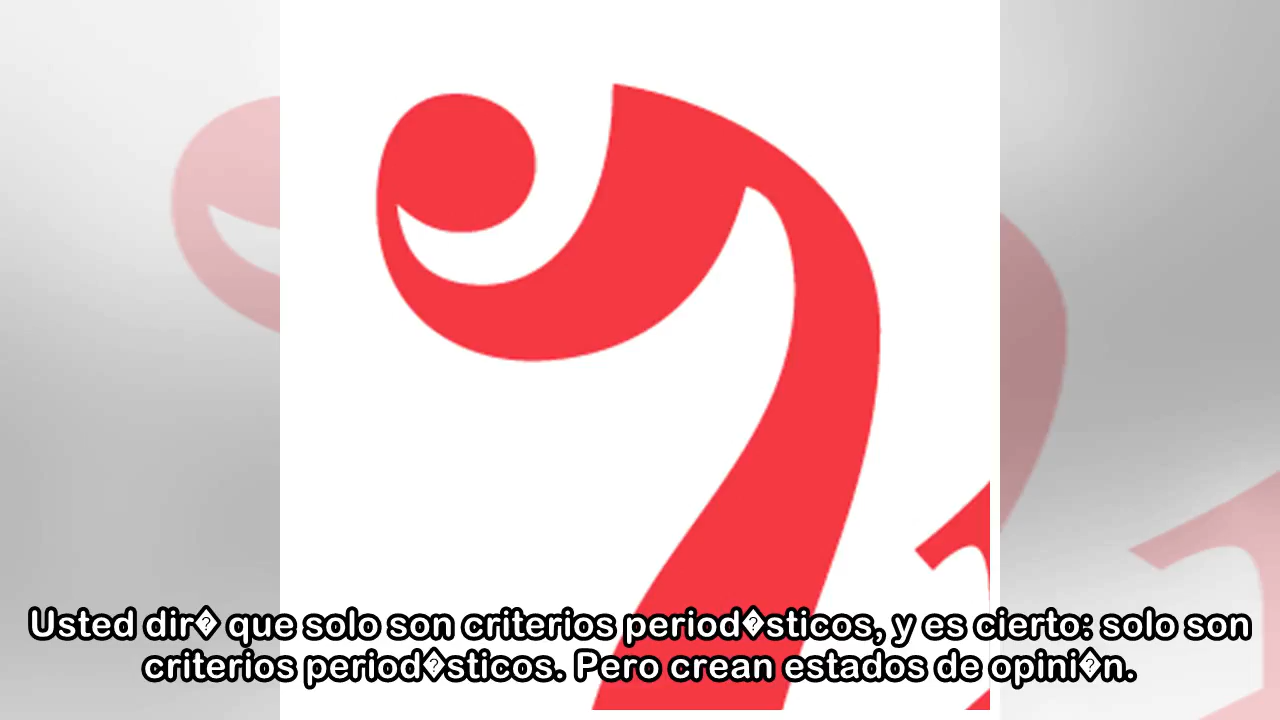 Usted dir� que solo son criterios period�sticos, y es cierto: solo son
criterios period�sticos. Pero crean estados de opini�n.